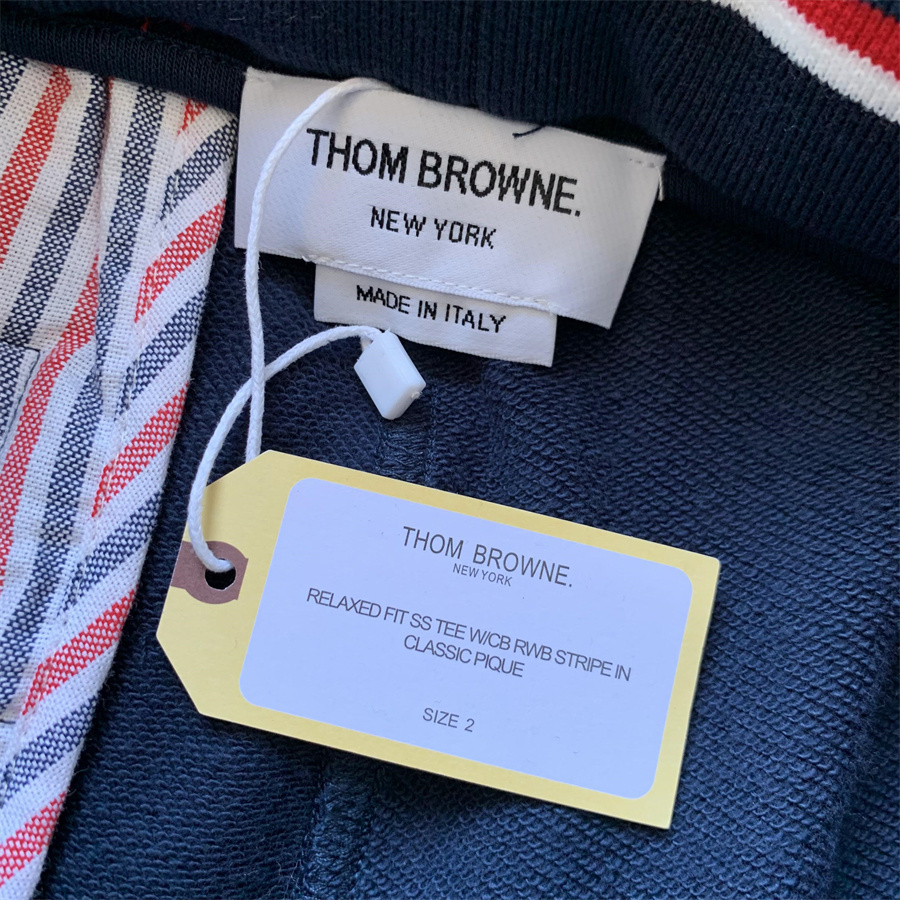 THOM BROWNE.
NEW YORK
MADE IN ITALY
THOM BROWNE.
NEW YORK
RELAXED FIT SS TEE W/CB RWB STRIPE IN
CLASSIC PIQUE
SIZE 2